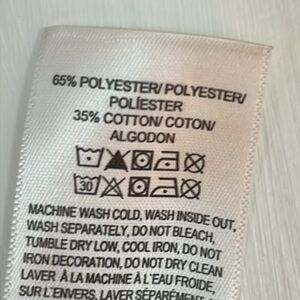 65% POLYESTER/ POLYESTER/
POLÍESTER
35% COTTON/ COTON/
ALGODON
30
MACHINE WASH COLD, WASH INSIDE OUT,
WASH SEPARATELY, DO NOT BLEACH,
TUMBLE DRY LOW, COOL IRON, DO NOT
IRON DECORATION, DO NOT DRY CLEAN
LAVER À LA MACHINE À L'EAU FROIDE,
SUR L'ENVERS, LAVER SÉPARÉMENT